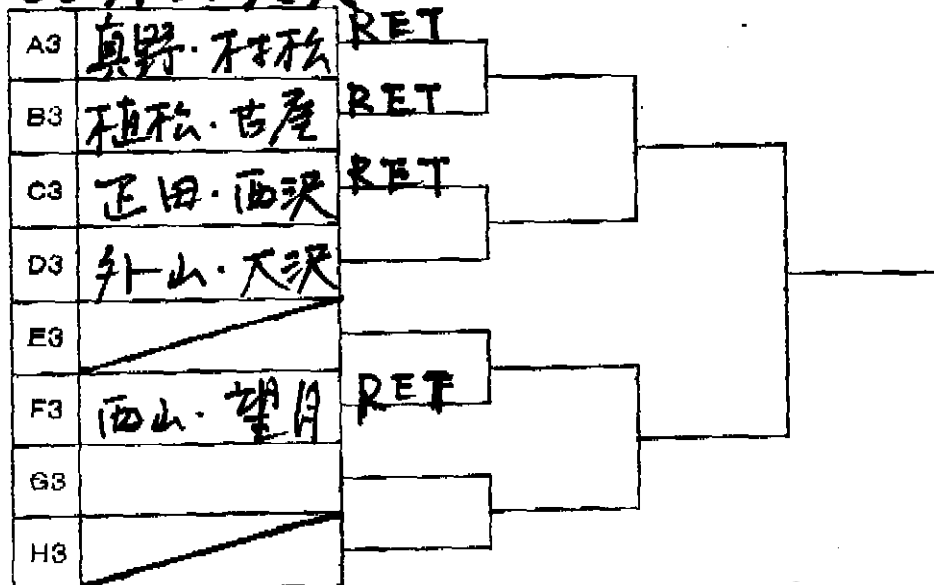 A3 真野・村松 RET
B3 植松・古屋 RET
C3 疋田・西沢 RET
D3 外山・大沢
E3
F3 西山・望月 RET
G3
H3